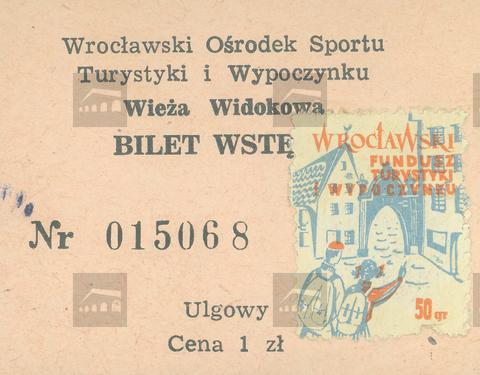 Wrocławski Ośrodek Sportu
Turystyki i Wypoczynku
Wieża Widokowa
BILET WSTĘ
Nr 015068
Ulgowy
Cena 1 zł
WROCŁAWSKI
FUNDUSZ
TURYSTYKI
I WYPOCZYNKU
50 gr